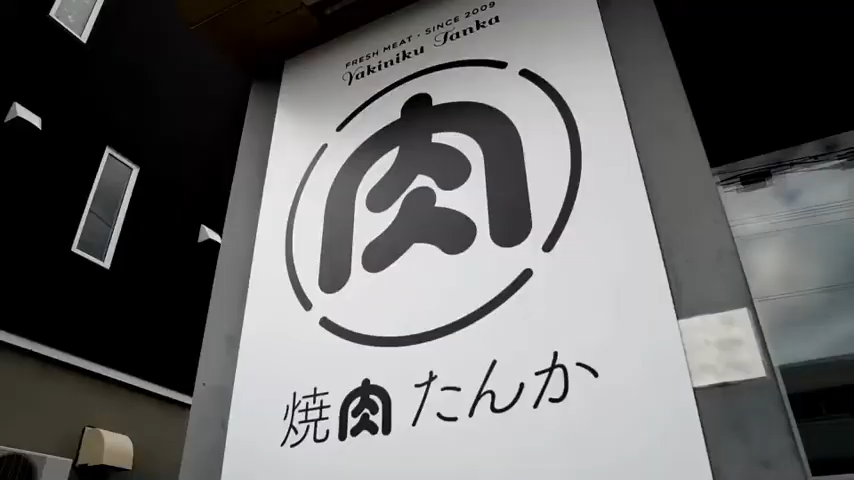 FRESH MEAT · SINCE 2009
Yakiniku Tanka
肉
焼肉たんか